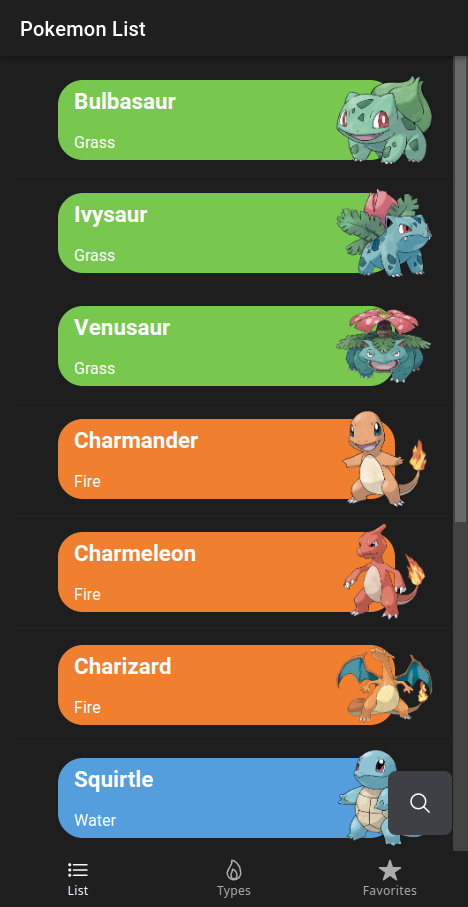 Pokemon List
Bulbasaur
Grass
Ivysaur
Grass
Venusaur
Grass
Charmander
Fire
Charmeleon
Fire
Charizard
Fire
Squirtle
Water
List Types Favorites